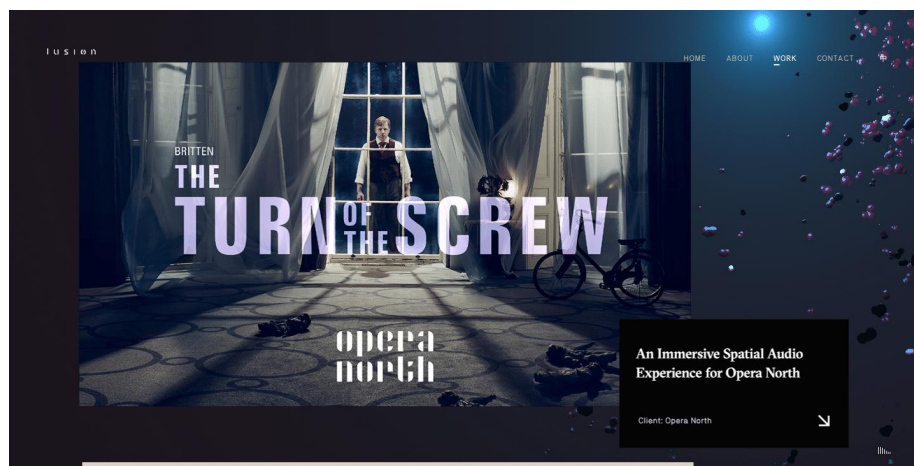 lusion
HOME ABOUT WORK CONTACT
BRITTEN
THE
TURN OF THE SCREW
opera
north
An Immersive Spatial Audio
Experience for Opera North
Client: Opera North